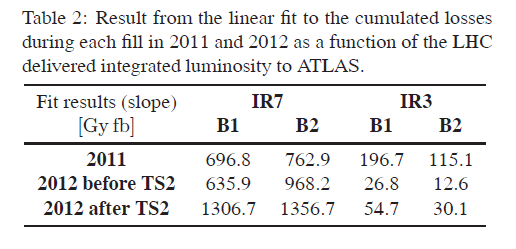 Table 2: Result from the linear fit to the cumulated losses
during each fill in 2011 and 2012 as a function of the LHC
delivered integrated luminosity to ATLAS.
Fit results (slope) IR7 IR3
[Gy fb] B1 B2 B1 B2
2011 696.8 762.9 196.7 115.1
2012 before TS2 635.9 968.2 26.8 12.6
2012 after TS2 1306.7 1356.7 54.7 30.1